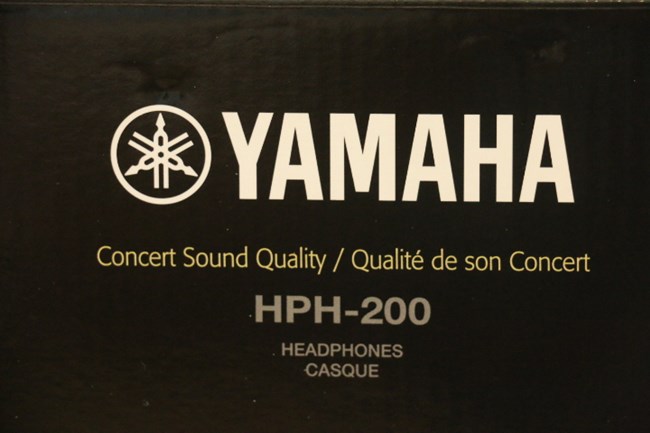 YAMAHA
Concert Sound Quality / Qualité de son Concert
HPH-200
HEADPHONES
CASQUE